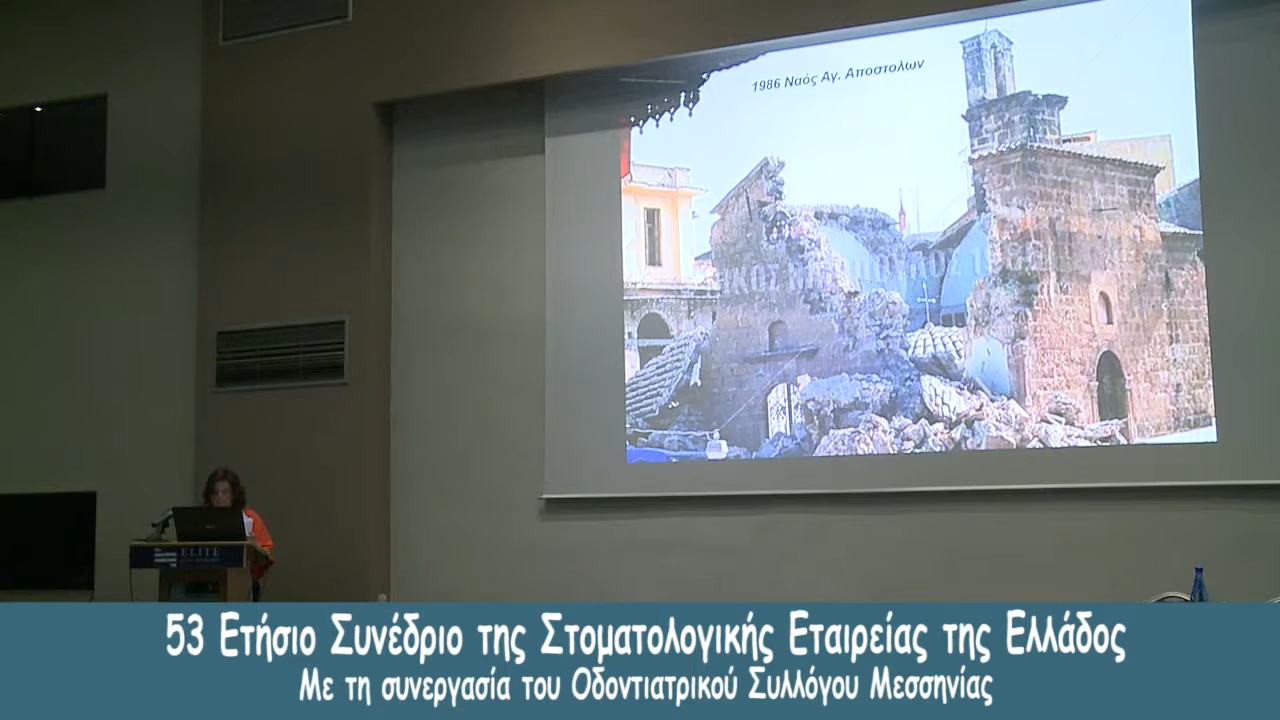 1986 Ναός Αγ. Αποστολων
ELITE
53 Ετήσιο Συνέδριο της Στοματολογικής Εταιρείας της Ελλάδος
Με τη συνεργασία του Οδοντιατρικού Συλλόγου Μεσσηνίας